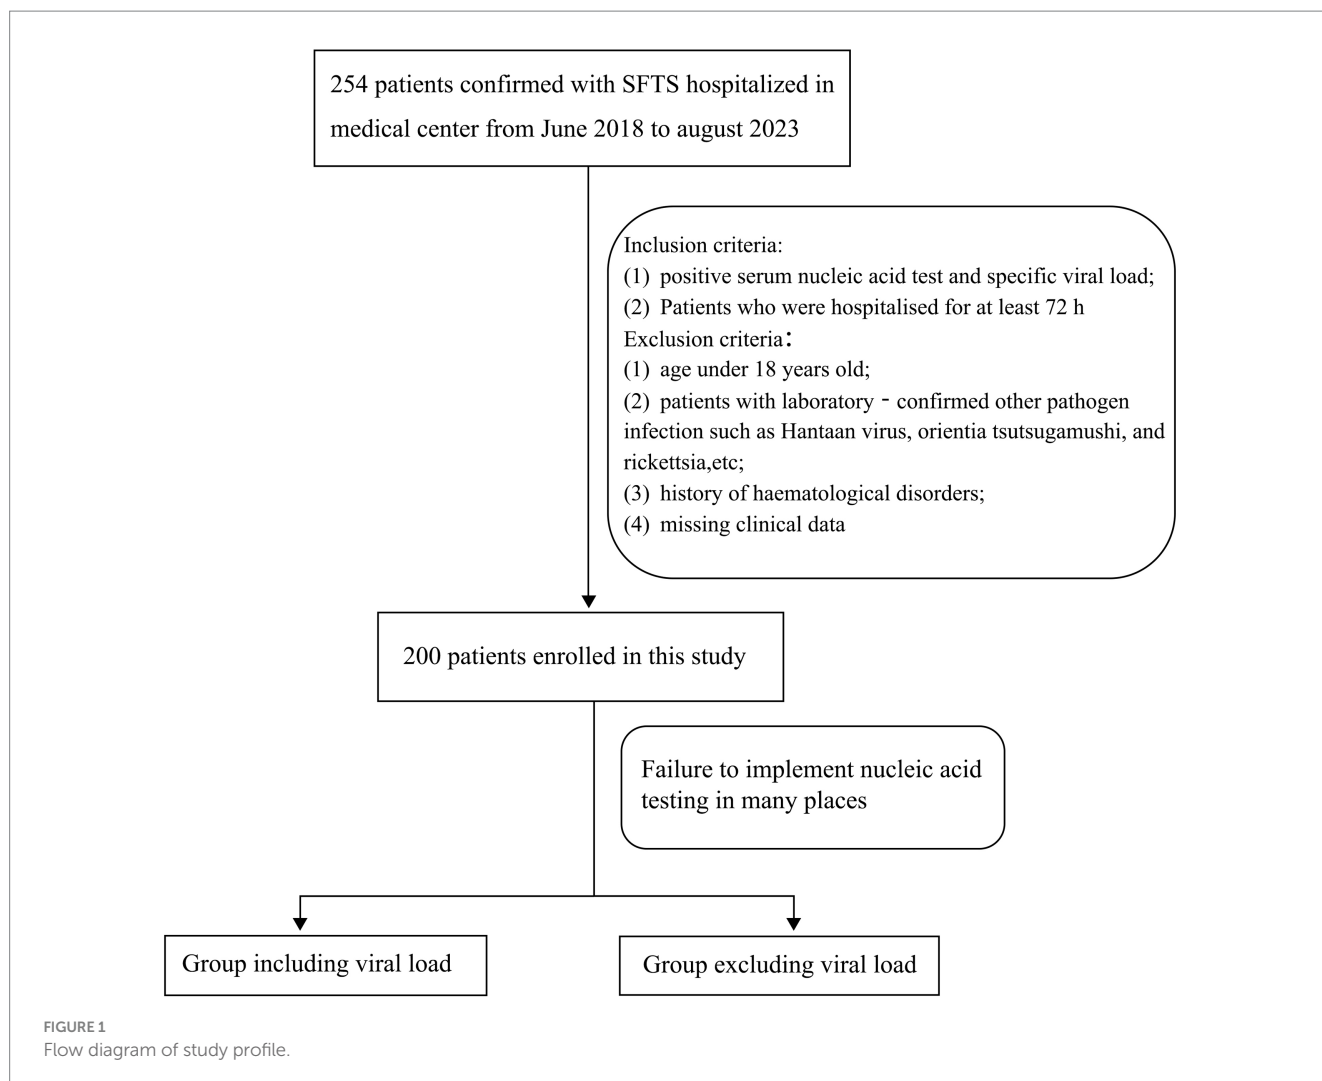 254 patients confirmed with SFTS hospitalized in
medical center from June 2018 to august 2023
Inclusion criteria:
(1) positive serum nucleic acid test and specific viral load;
(2) Patients who were hospitalised for at least 72 h
Exclusion criteria：
(1) age under 18 years old;
(2) patients with laboratory - confirmed other pathogen
infection such as Hantaan virus, orientia tsutsugamushi, and
rickettsia,etc;
(3) history of haematological disorders;
(4) missing clinical data
200 patients enrolled in this study
Failure to implement nucleic acid
testing in many places
Group including viral load
Group excluding viral load
FIGURE 1
Flow diagram of study profile.